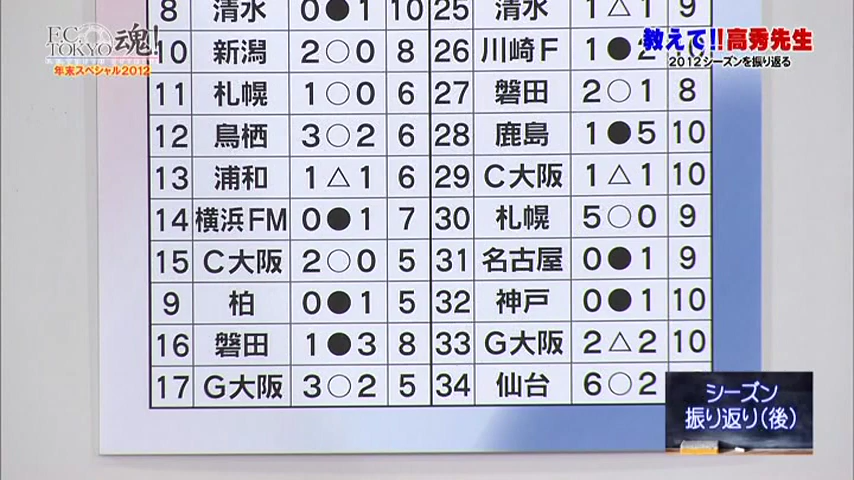 F.C.
TOKYO魂!
年末スペシャル2012
教えて!!高秀先生
2012シーズンを振り返る
8 清水 0●1 10 25 清水 1△1 9
10 新潟 2○0 8 26 川崎F 1●2
11 札幌 1○0 6 27 磐田 2○1 8
12 鳥栖 3○2 6 28 鹿島 1●5 10
13 浦和 1△1 6 29 C大阪 1△1 10
14 横浜FM 0●1 7 30 札幌 5○0 9
15 C大阪 2○0 5 31 名古屋 0●1 9
9 柏 0●1 5 32 神戸 0●1 10
16 磐田 1●3 8 33 G大阪 2△2 10
17 G大阪 3○2 5 34 仙台 6○2
シーズン
振り返り(後)